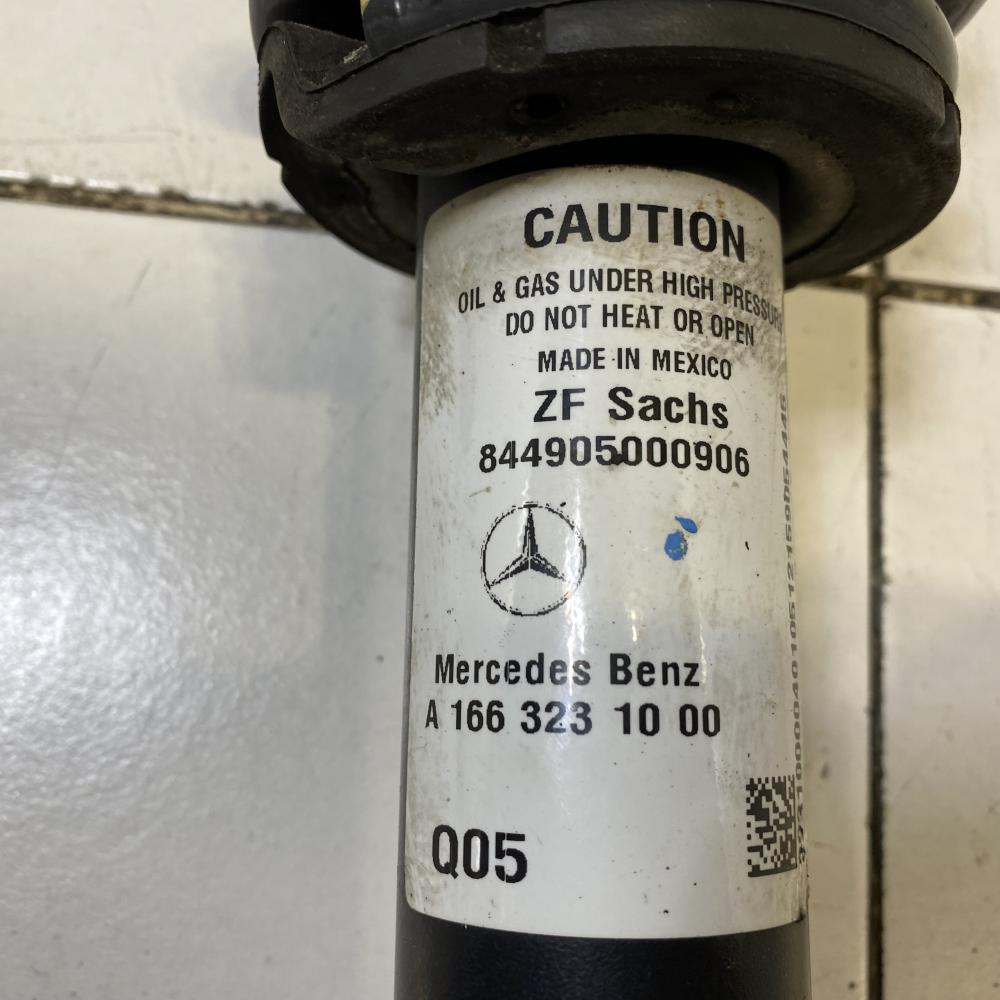 CAUTION
OIL & GAS UNDER HIGH PRESSURE
DO NOT HEAT OR OPEN
MADE IN MEXICO
ZF Sachs
844905000906
Mercedes Benz
A 166 323 10 00
Q05